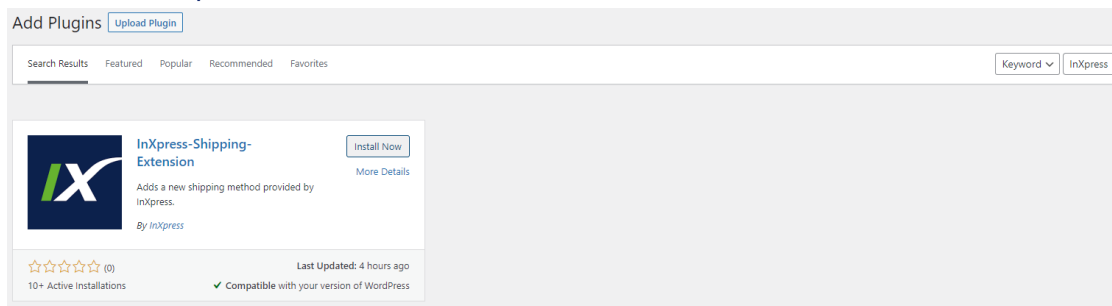 Add Plugins Upload Plugin
Search Results Featured Popular Recommended Favorites Keyword InXpress
IX
InXpress-Shipping-
Extension
Install Now
More Details
Adds a new shipping method provided by
InXpress.
By InXpress
(0) Last Updated: 4 hours ago
10+ Active Installations Compatible with your version of WordPress